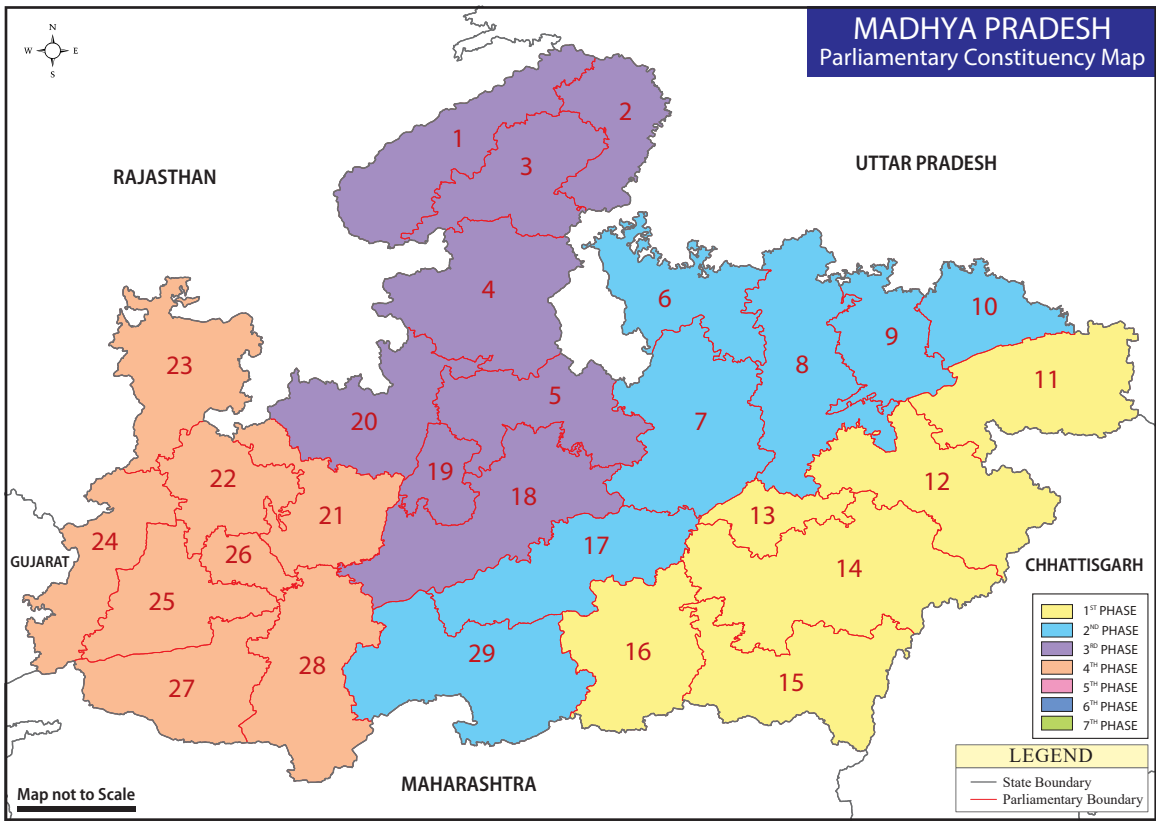 MADHYA PRADESH
Parliamentary Constituency Map
N
W E
S
RAJASTHAN
UTTAR PRADESH
1
2
3
4
5
6
7
8
9
10
11
12
13
14
15
16
17
18
19
20
21
22
23
24
25
26
27
28
29
GUJARAT
CHHATTISGARH
MAHARASHTRA
1ST PHASE
2ND PHASE
3RD PHASE
4TH PHASE
5TH PHASE
6TH PHASE
7TH PHASE
LEGEND
State Boundary
Parliamentary Boundary
Map not to Scale